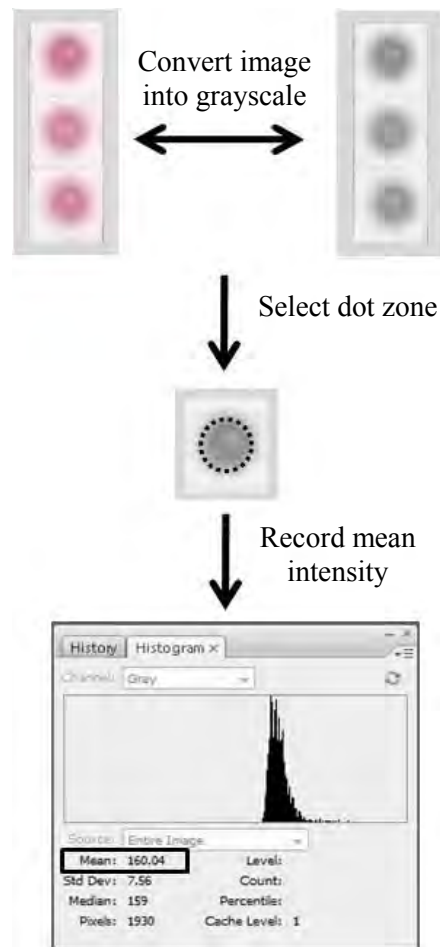 Convert image
into grayscale
Select dot zone
Record mean
intensity
History Histogram ×
Channel: Gray
Source: Entire Image
Mean: 160.04 Level:
Std Dev: 7.56 Count:
Median: 159 Percentile:
Pixels: 1930 Cache Level: 1